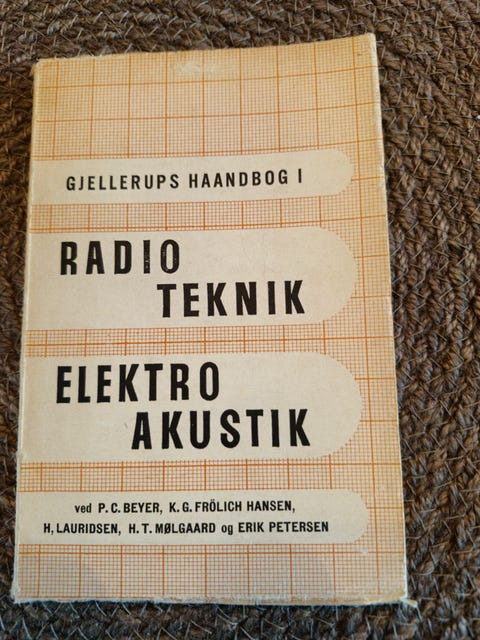 GJELLERUPS HAANDBOG I
RADIO
TEKNIK
ELEKTRO
AKUSTIK
ved P. C. BEYER, K. G. FRÖLICH HANSEN,
H, LAURIDSEN, H. T. MØLGAARD og ERIK PETERSEN